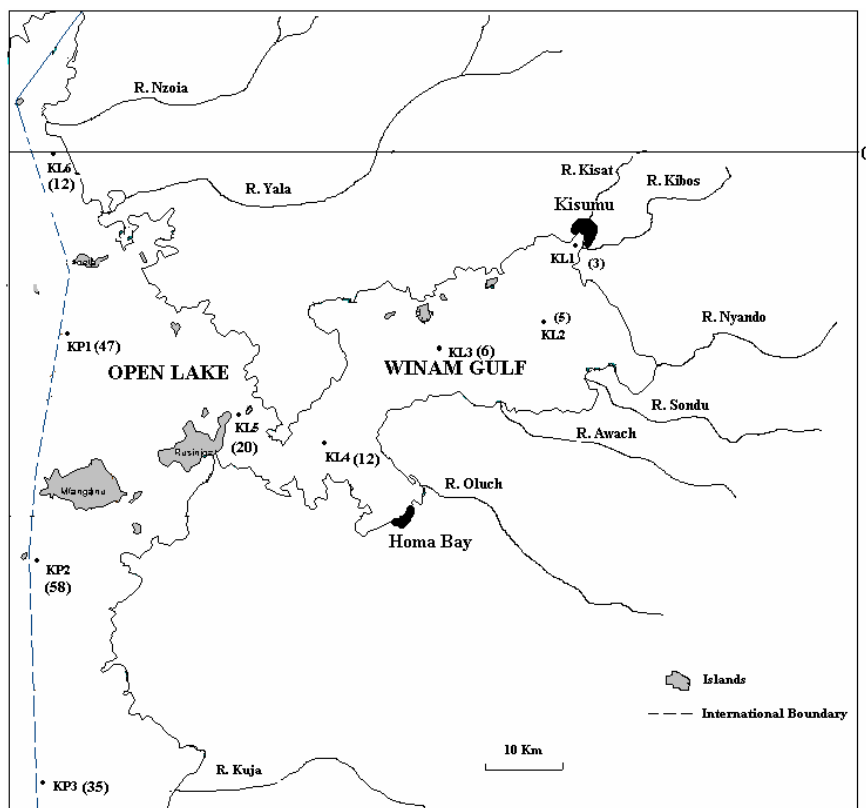 R. Nzoia
0
KL6
(12)
R. Yala
R. Kisat
R. Kibos
Kisumu
KL1
(3)
(5)
KL2
R. Nyando
KP1 (47)
KL3 (6)
OPEN LAKE
WINAM GULF
KL5
(20)
R. Sondu
R. Awach
KL4 (12)
R. Oluch
Homa Bay
KP2
(58)
Islands
International Boundary
10 Km
R. Kuja
KP3 (35)